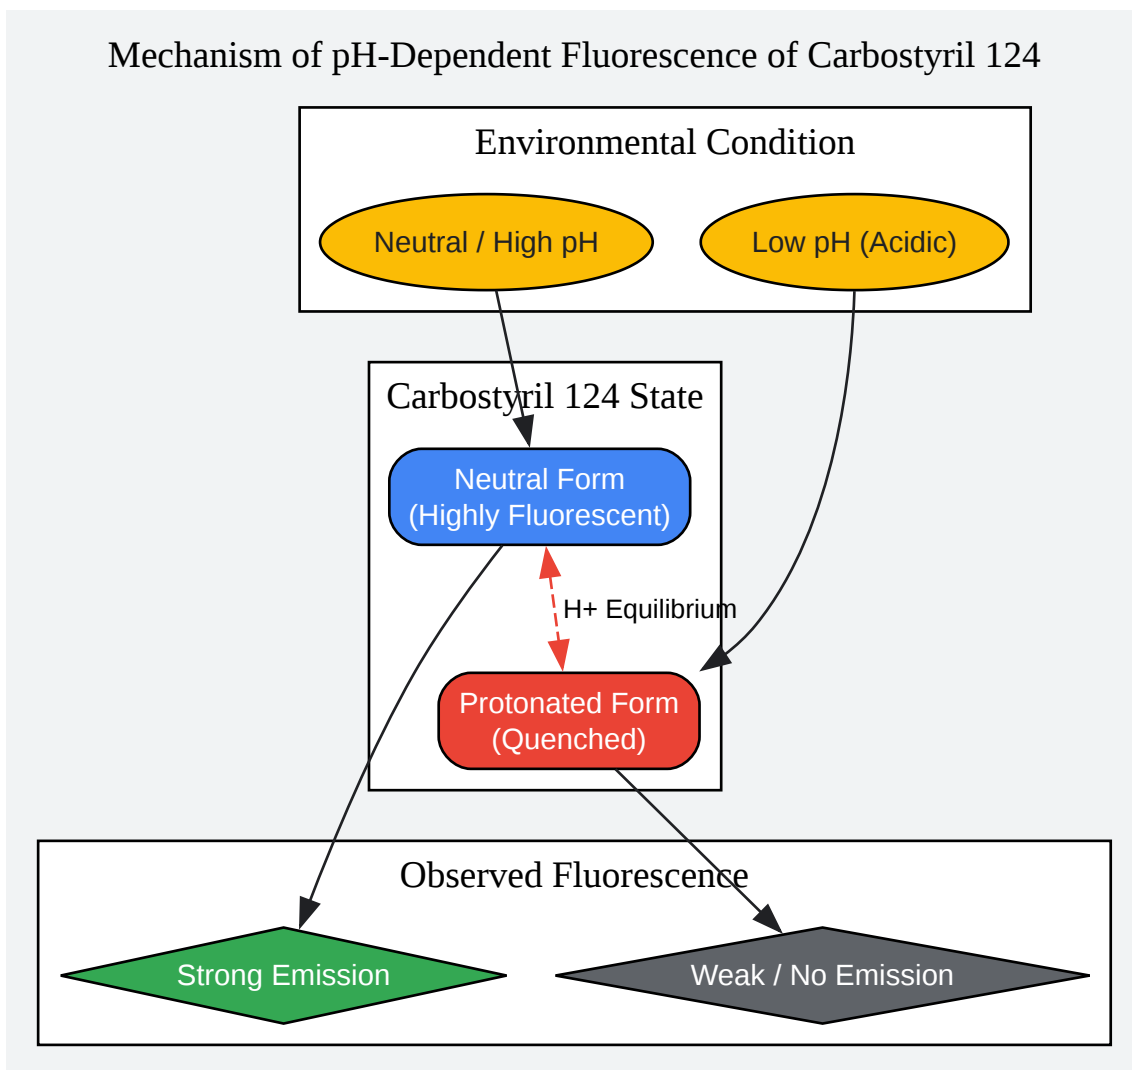 Mechanism of pH-Dependent Fluorescence of Carbostyril 124
Environmental Condition
Neutral / High pH
Low pH (Acidic)
Carbostyril 124 State
Neutral Form
(Highly Fluorescent)
H+ Equilibrium
Protonated Form
(Quenched)
Observed Fluorescence
Strong Emission
Weak / No Emission